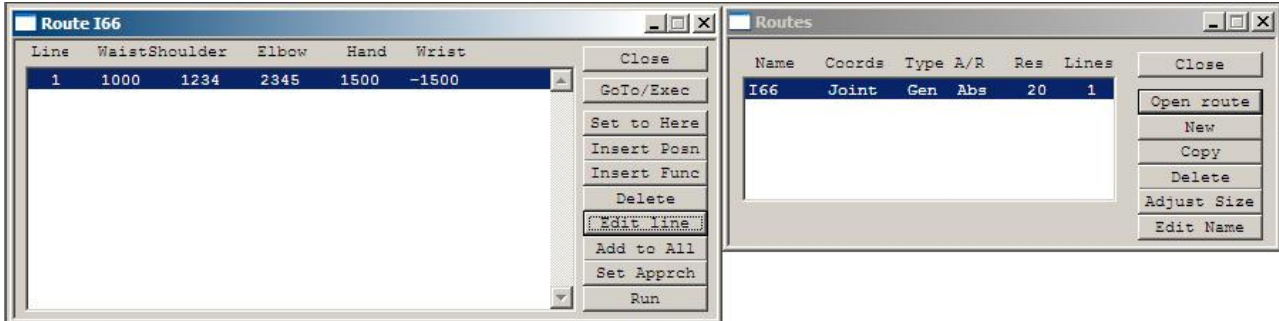 Route I66
Line WaistShoulder Elbow Hand Wrist
1 1000 1234 2345 1500 -1500
Close
GoTo/Exec
Set to Here
Insert Posn
Insert Func
Delete
Edit line
Add to All
Set Apprch
Run
Routes
Name Coords Type A/R Res Lines
I66 Joint Gen Abs 20 1
Close
Open route
New
Copy
Delete
Adjust Size
Edit Name